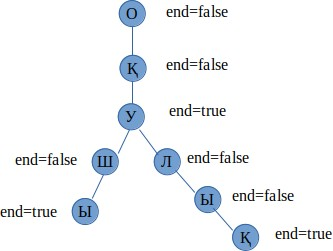 О end=false
Қ end=false
У end=true
end=false Ш Л end=false
Ы end=false
end=true Ы
Қ end=true